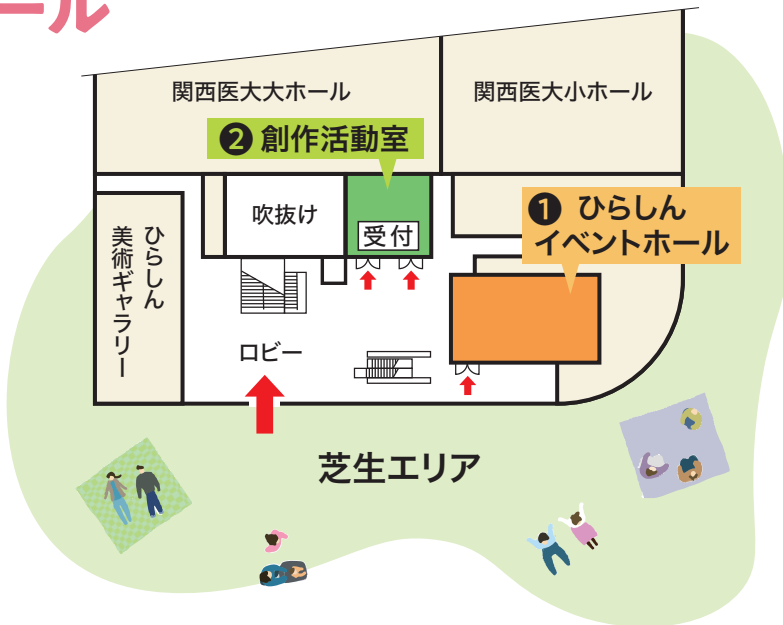 ール
関西医大大ホール
関西医大小ホール
❷ 創作活動室
❶ ひらしん
イベントホール
吹抜け
受付
ひらしん
美術ギャラリー
ロビー
芝生エリア